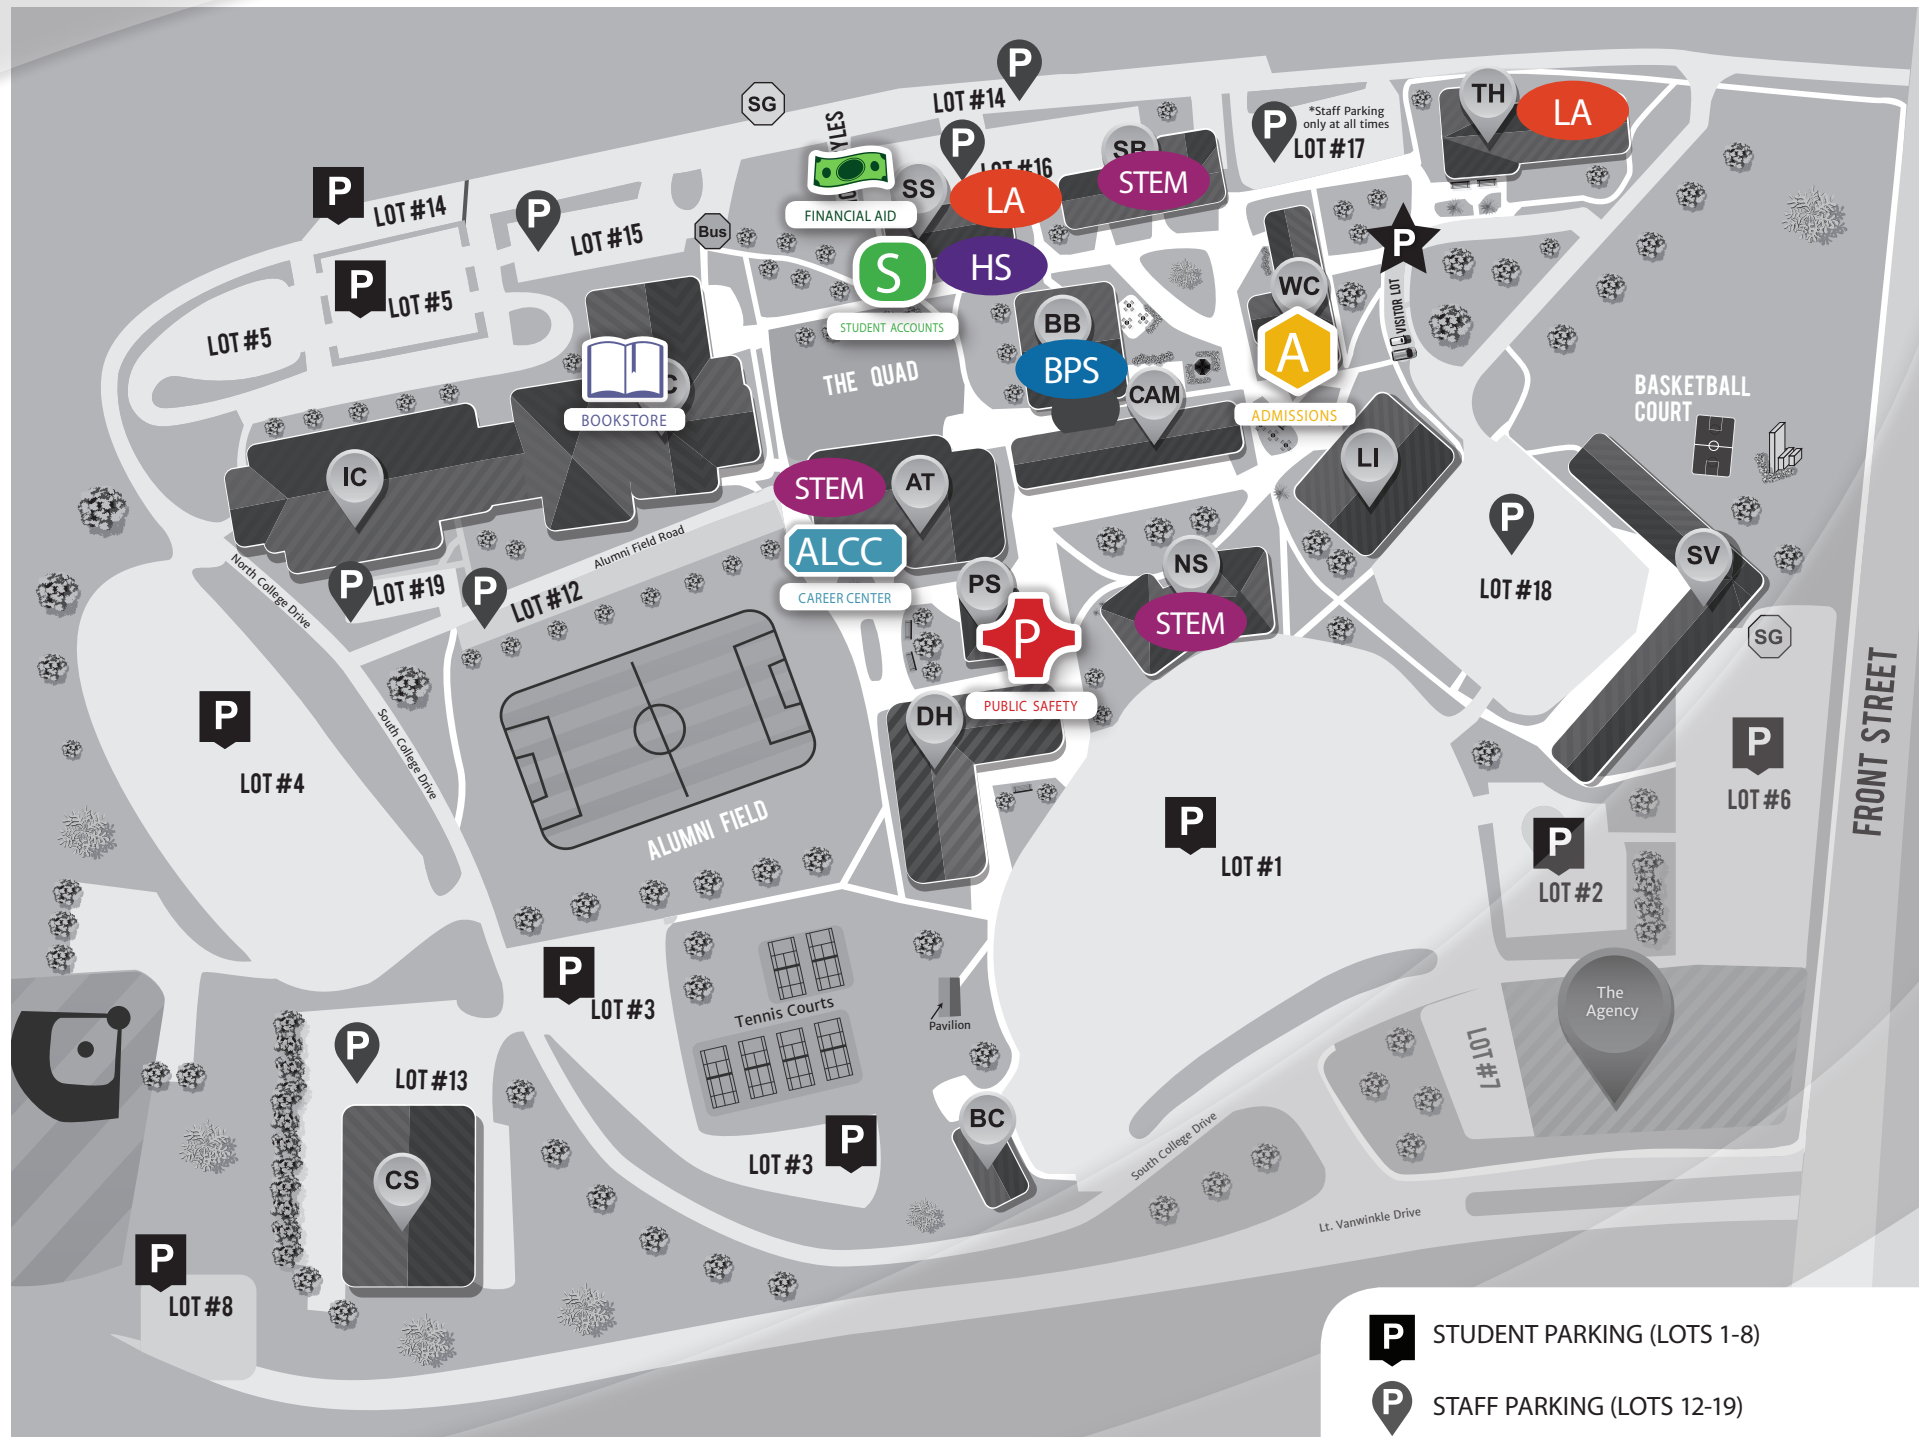 P
LOT #14
P
LOT #14
SG
TH
LA
P
*Staff Parking
only at all times
LOT #17
P
SS
LA
SB
STEM
FINANCIAL AID
S
HS
STUDENT ACCOUNTS
P
LOT #15
Bus
P
LOT #5
LOT #5
P
VISITOR LOT
WC
A
ADMISSIONS
BB
BPS
CAM
THE QUAD
BOOKSTORE
BASKETBALL
COURT
IC
STEM
AT
ALCC
CAREER CENTER
LI
P
LOT #18
SV
SG
North College Drive
P
LOT #19
P
LOT #12
Alumni Field Road
PS
P
PUBLIC SAFETY
NS
STEM
DH
P
LOT #4
South College Drive
ALUMNI FIELD
P
LOT #1
P
LOT #6
FRONT STREET
P
LOT #2
The
Agency
LOT #7
P
LOT #3
Tennis Courts
Pavilion
P
LOT #13
CS
P
LOT #3
BC
South College Drive
Lt. Vanwinkle Drive
P
LOT #8
P STUDENT PARKING (LOTS 1-8)
P STAFF PARKING (LOTS 12-19)